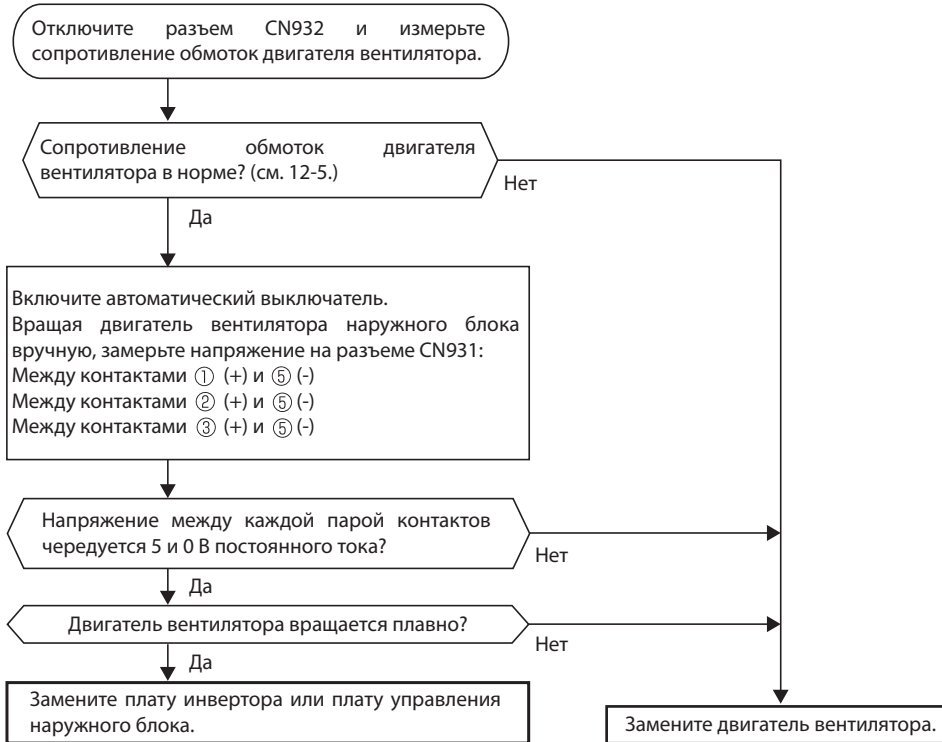 Отключите разъем CN932 и измерьте
сопротивление обмоток двигателя вентилятора.
Сопротивление обмоток двигателя
вентилятора в норме? (см. 12-5.)
Нет
Да
Включите автоматический выключатель.
Вращая двигатель вентилятора наружного блока
вручную, замерьте напряжение на разъеме CN931:
Между контактами ① (+) и ⑤ (-)
Между контактами ② (+) и ⑤ (-)
Между контактами ③ (+) и ⑤ (-)
Напряжение между каждой парой контактов
чередуется 5 и 0 В постоянного тока?
Нет
Да
Двигатель вентилятора вращается плавно?
Нет
Да
Замените плату инвертора или плату управления
наружного блока.
Замените двигатель вентилятора.